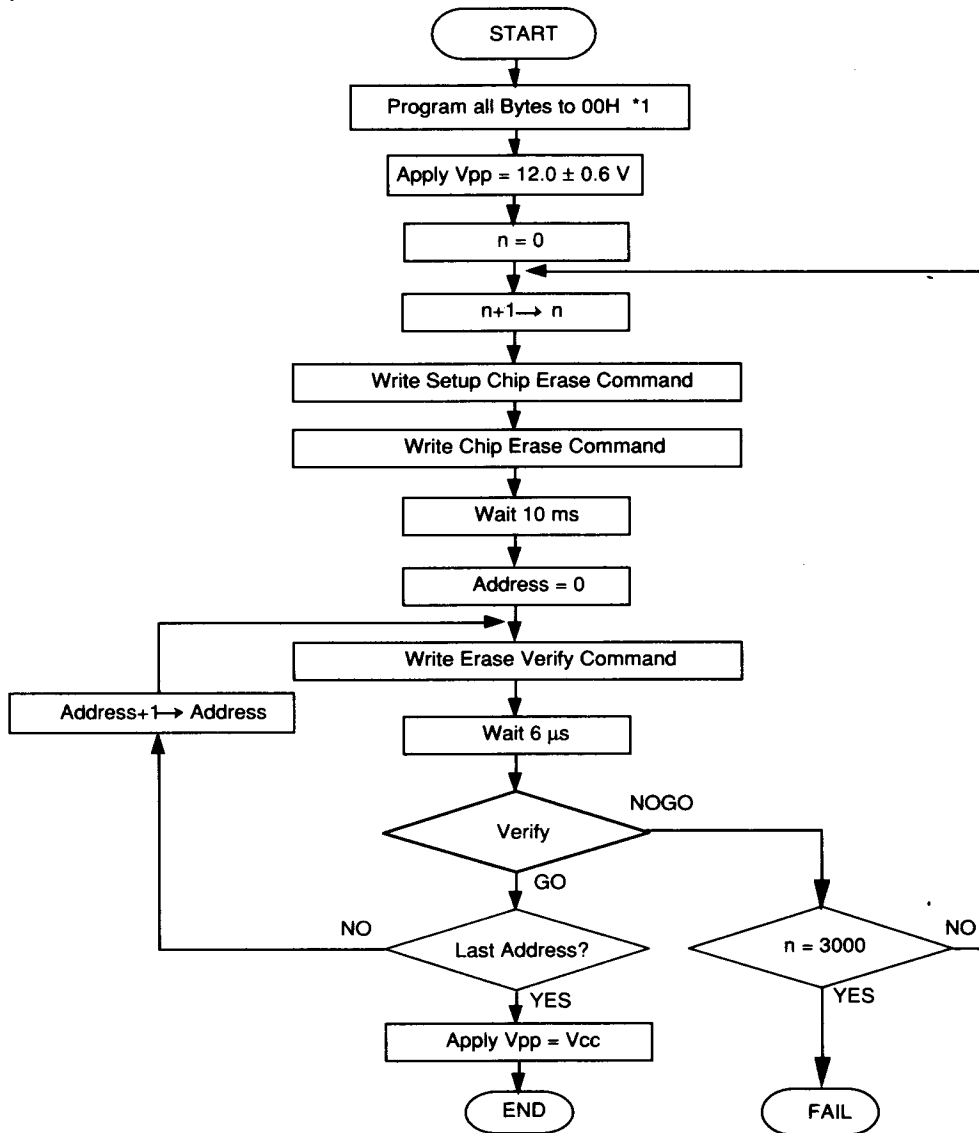 START
Program all Bytes to 00H *1
Apply Vpp = 12.0 ± 0.6 V
n = 0
n+1→ n
Write Setup Chip Erase Command
Write Chip Erase Command
Wait 10 ms
Address = 0
Write Erase Verify Command
Address+1→ Address
Wait 6 µs
NOGO
Verify
GO
NO
Last Address?
n = 3000
NO
YES
YES
Apply Vpp = Vcc
END
FAIL